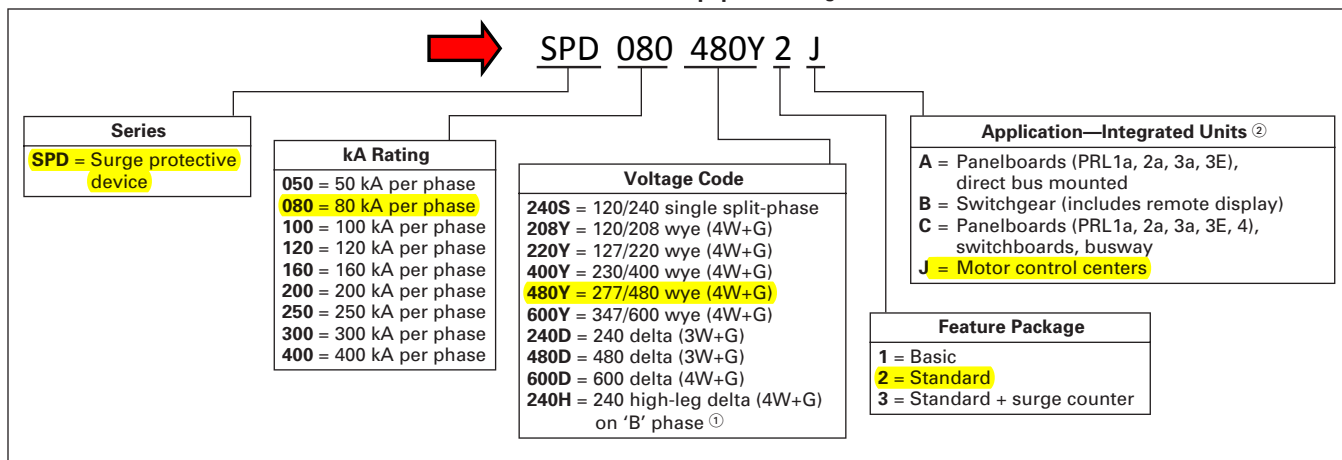 SPD 080 480Y 2 J
Series
SPD = Surge protective
device
kA Rating
050 = 50 kA per phase
080 = 80 kA per phase
100 = 100 kA per phase
120 = 120 kA per phase
160 = 160 kA per phase
200 = 200 kA per phase
250 = 250 kA per phase
300 = 300 kA per phase
400 = 400 kA per phase
Voltage Code
240S = 120/240 single split-phase
208Y = 120/208 wye (4W+G)
220Y = 127/220 wye (4W+G)
400Y = 230/400 wye (4W+G)
480Y = 277/480 wye (4W+G)
600Y = 347/600 wye (4W+G)
240D = 240 delta (3W+G)
480D = 480 delta (3W+G)
600D = 600 delta (4W+G)
240H = 240 high-leg delta (4W+G)
on ‘B’ phase ①
Application—Integrated Units ②
A = Panelboards (PRL1a, 2a, 3a, 3E),
direct bus mounted
B = Switchgear (includes remote display)
C = Panelboards (PRL1a, 2a, 3a, 3E, 4),
switchboards, busway
J = Motor control centers
Feature Package
1 = Basic
2 = Standard
3 = Standard + surge counter